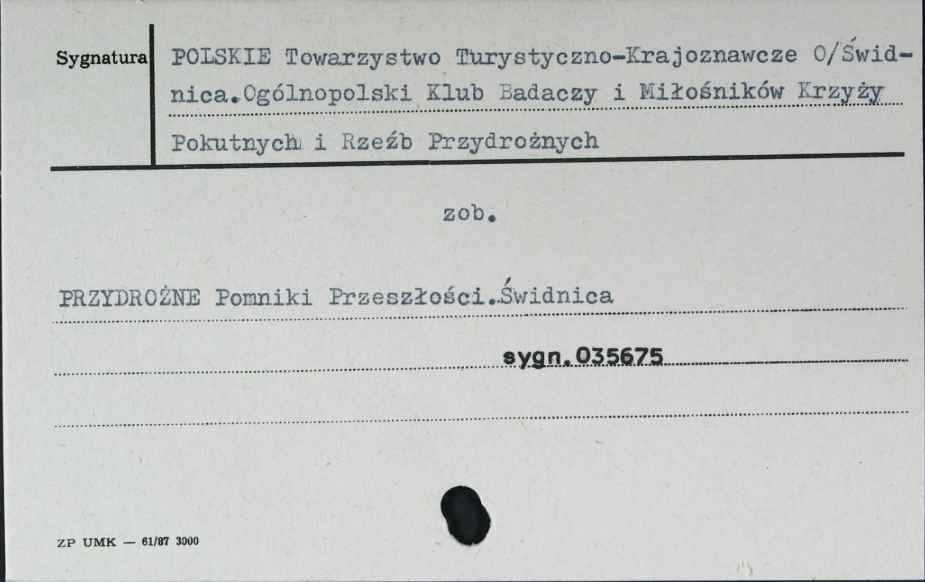 Sygnatura
POLSKIE Towarzystwo Turystyczno-Krajoznawcze O/Świd-
nica.Ogólnopolski Klub Badaczy i Miłośników Krzyży
Pokutnych i Rzeźb Przydrożnych
zob.
PRZYDROŻNE Pomniki Przeszłości.Świdnica
sygn.035675
ZP UMK — 61/87 3000